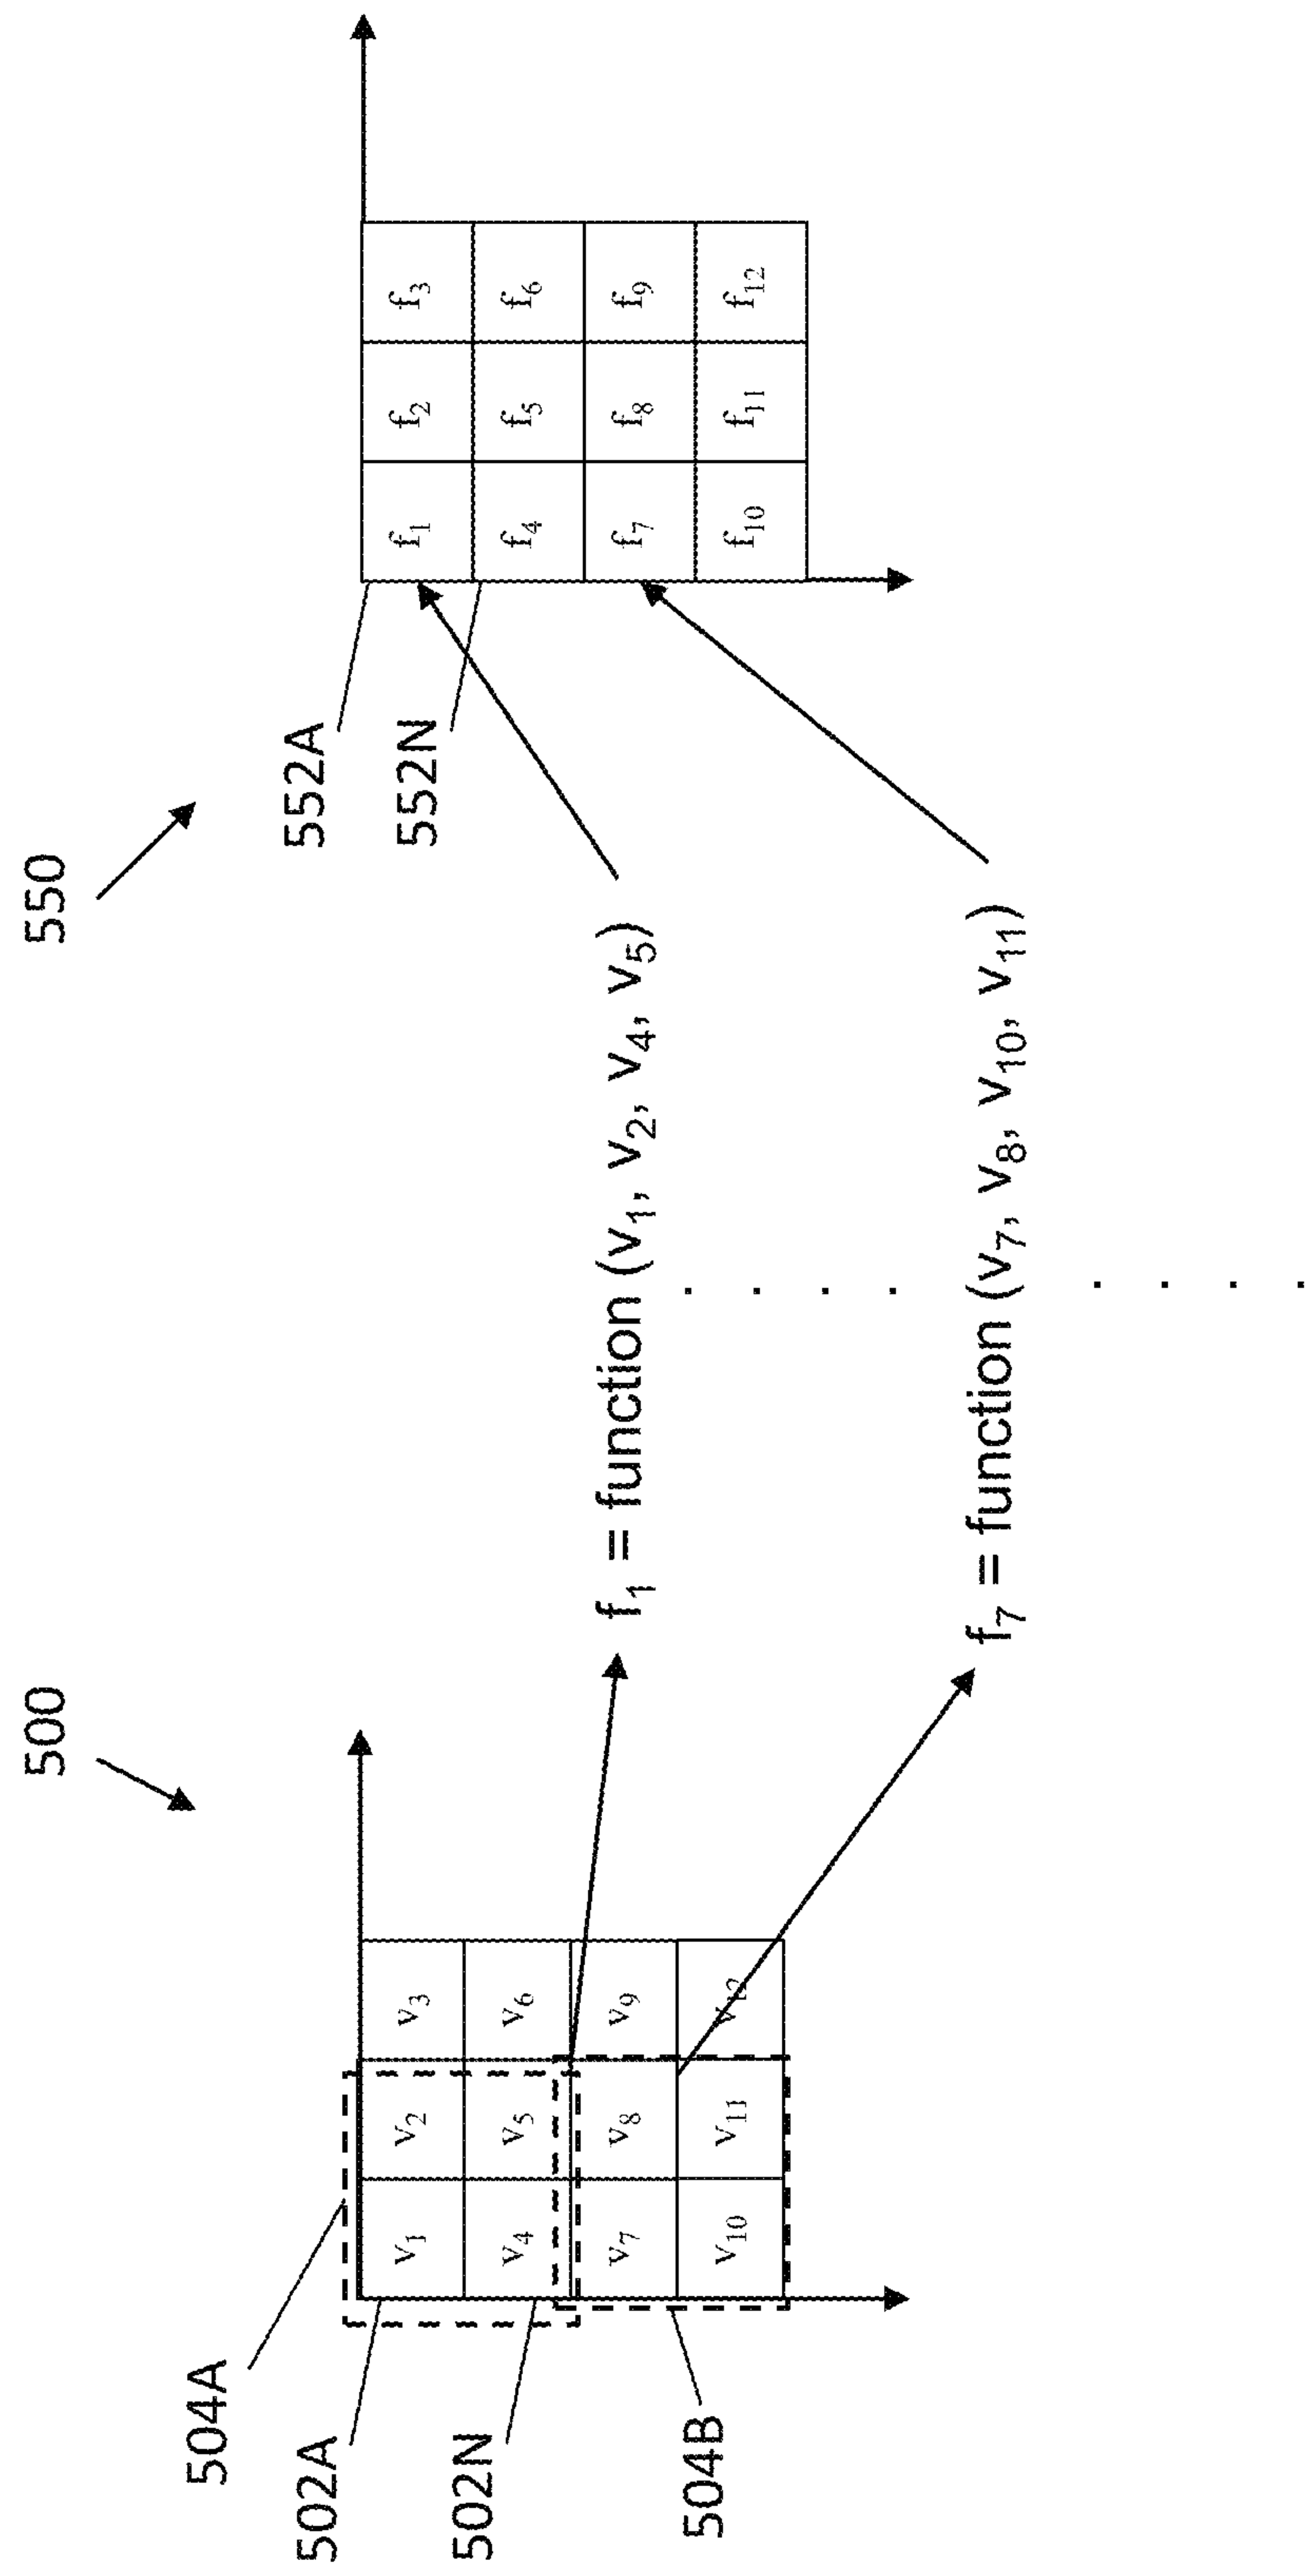 500
550
504A
502A
502N
504B
v1 v2 v3
v4 v5 v6
v7 v8 v9
v10 v11 v12
f1 = function (v1, v2, v4, v5)
. . . .
f7 = function (v7, v8, v10, v11)
. . . .
552A
552N
f1 f2 f3
f4 f5 f6
f7 f8 f9
f10 f11 f12